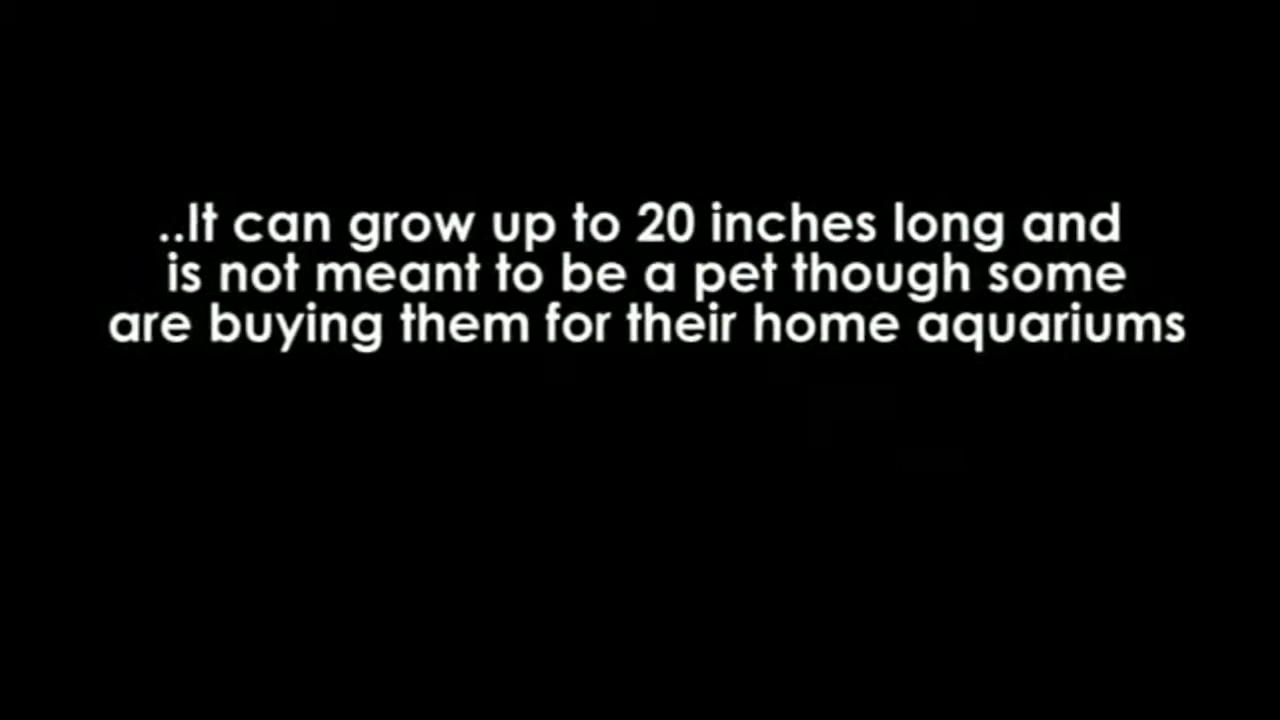 ..It can grow up to 20 inches long and
is not meant to be a pet though some
are buying them for their home aquariums